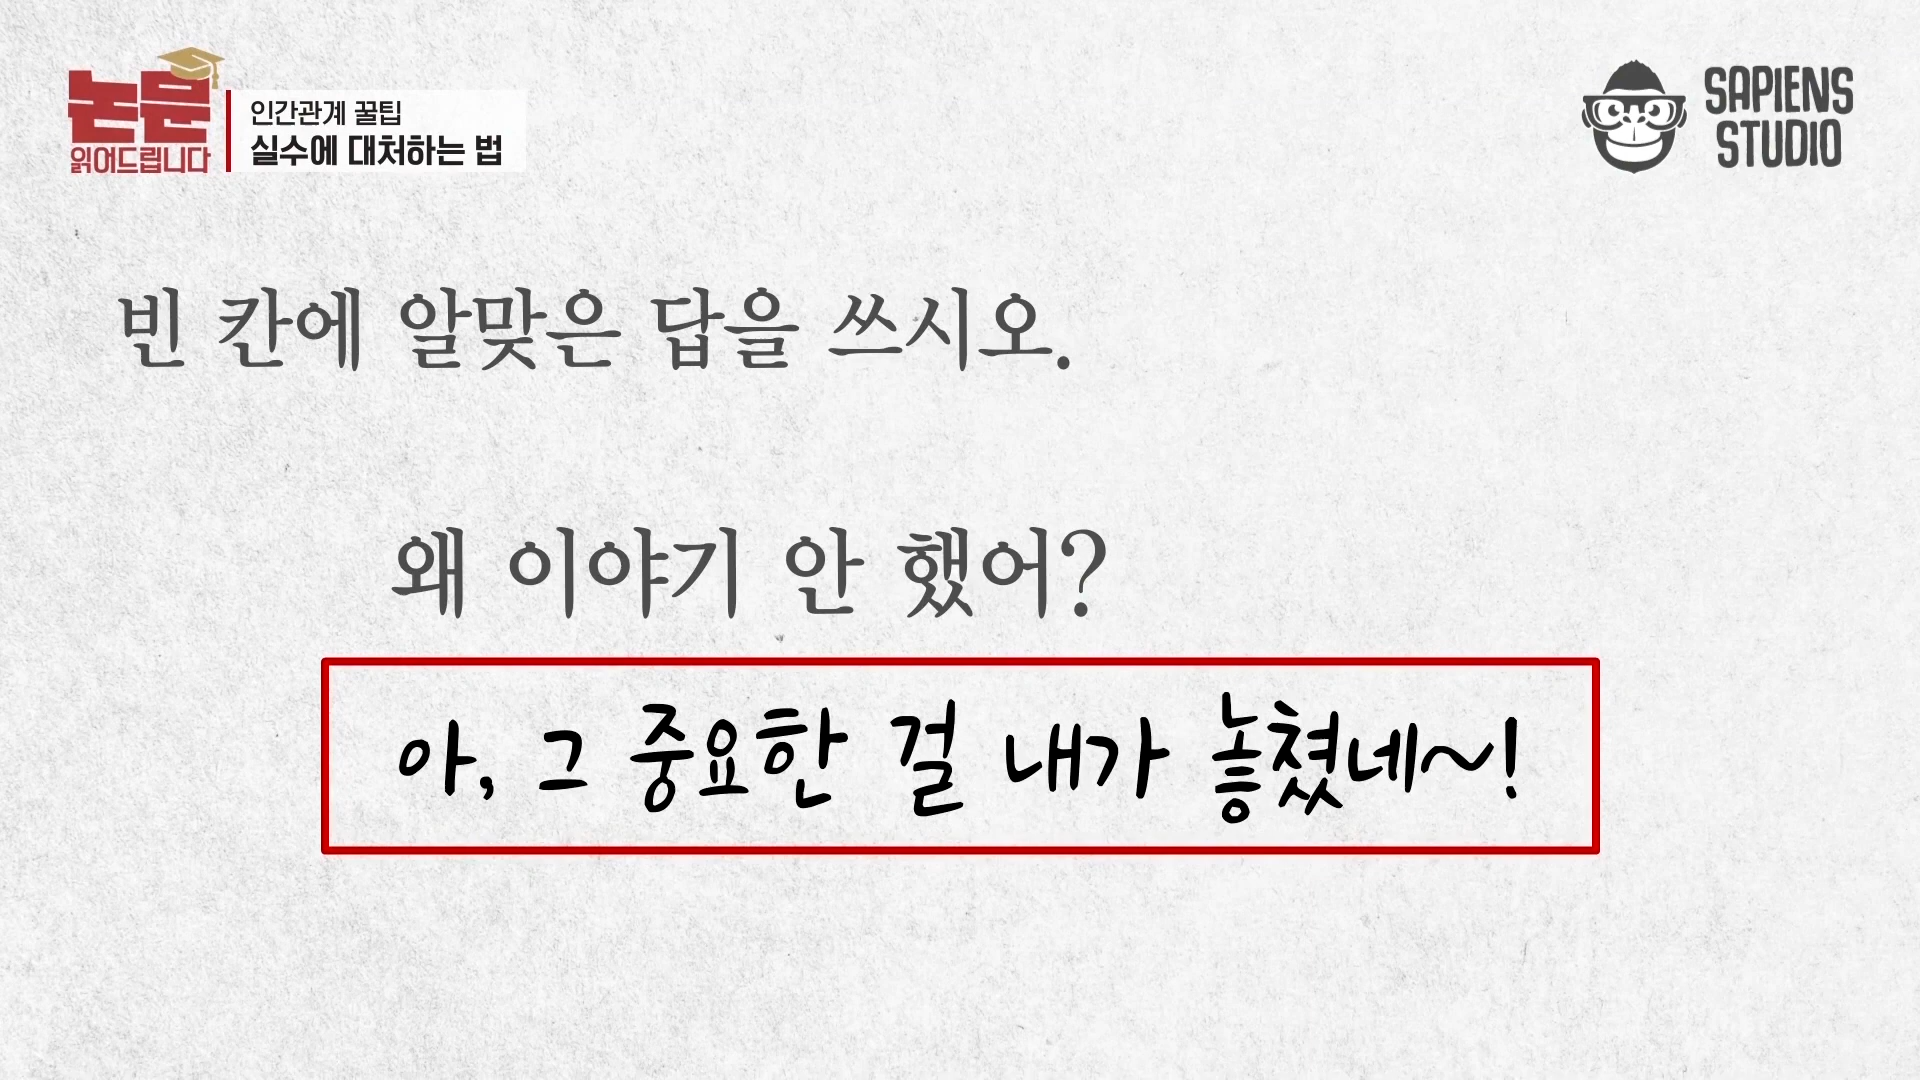 논문
읽어드립니다
인간관계 꿀팁
실수에 대처하는 법
SAPIENS
STUDIO
빈 칸에 알맞은 답을 쓰시오.
왜 이야기 안 했어?
아, 그 중요한 걸 내가 놓쳤네~!